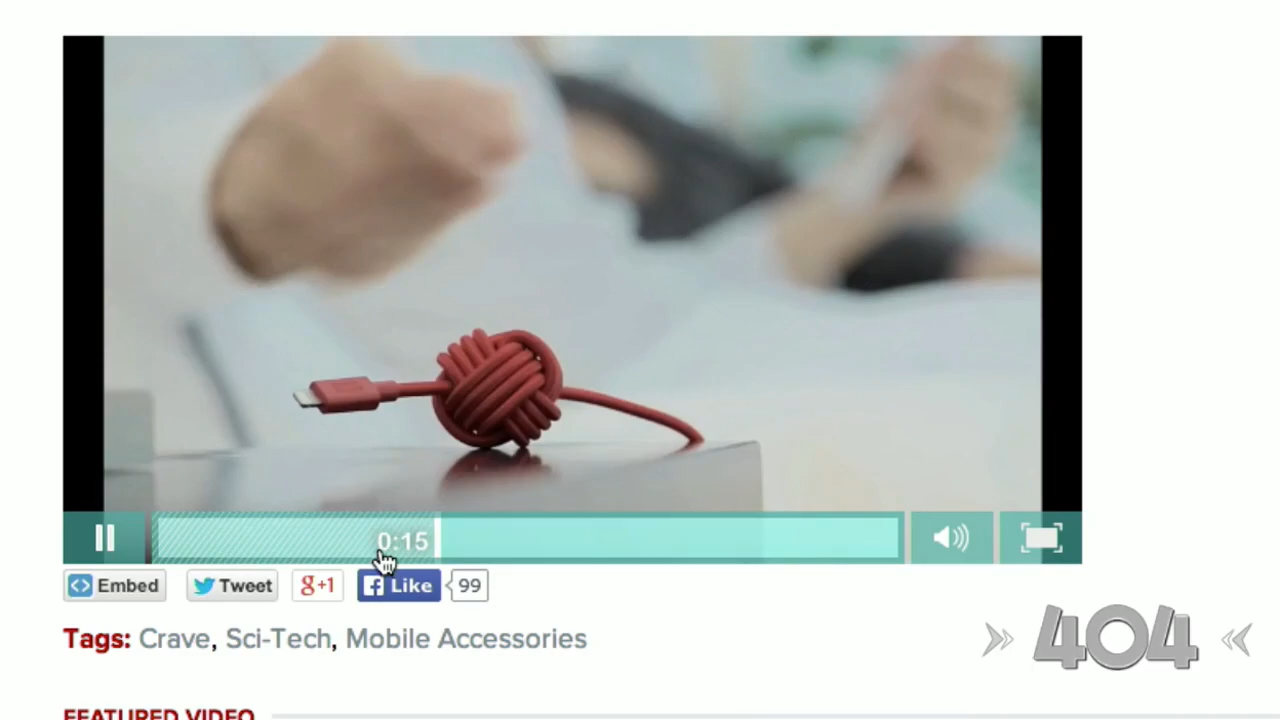 0:15
Embed Tweet g+1 Like 99
Tags: Crave, Sci-Tech, Mobile Accessories
404
FEATURED VIDEO